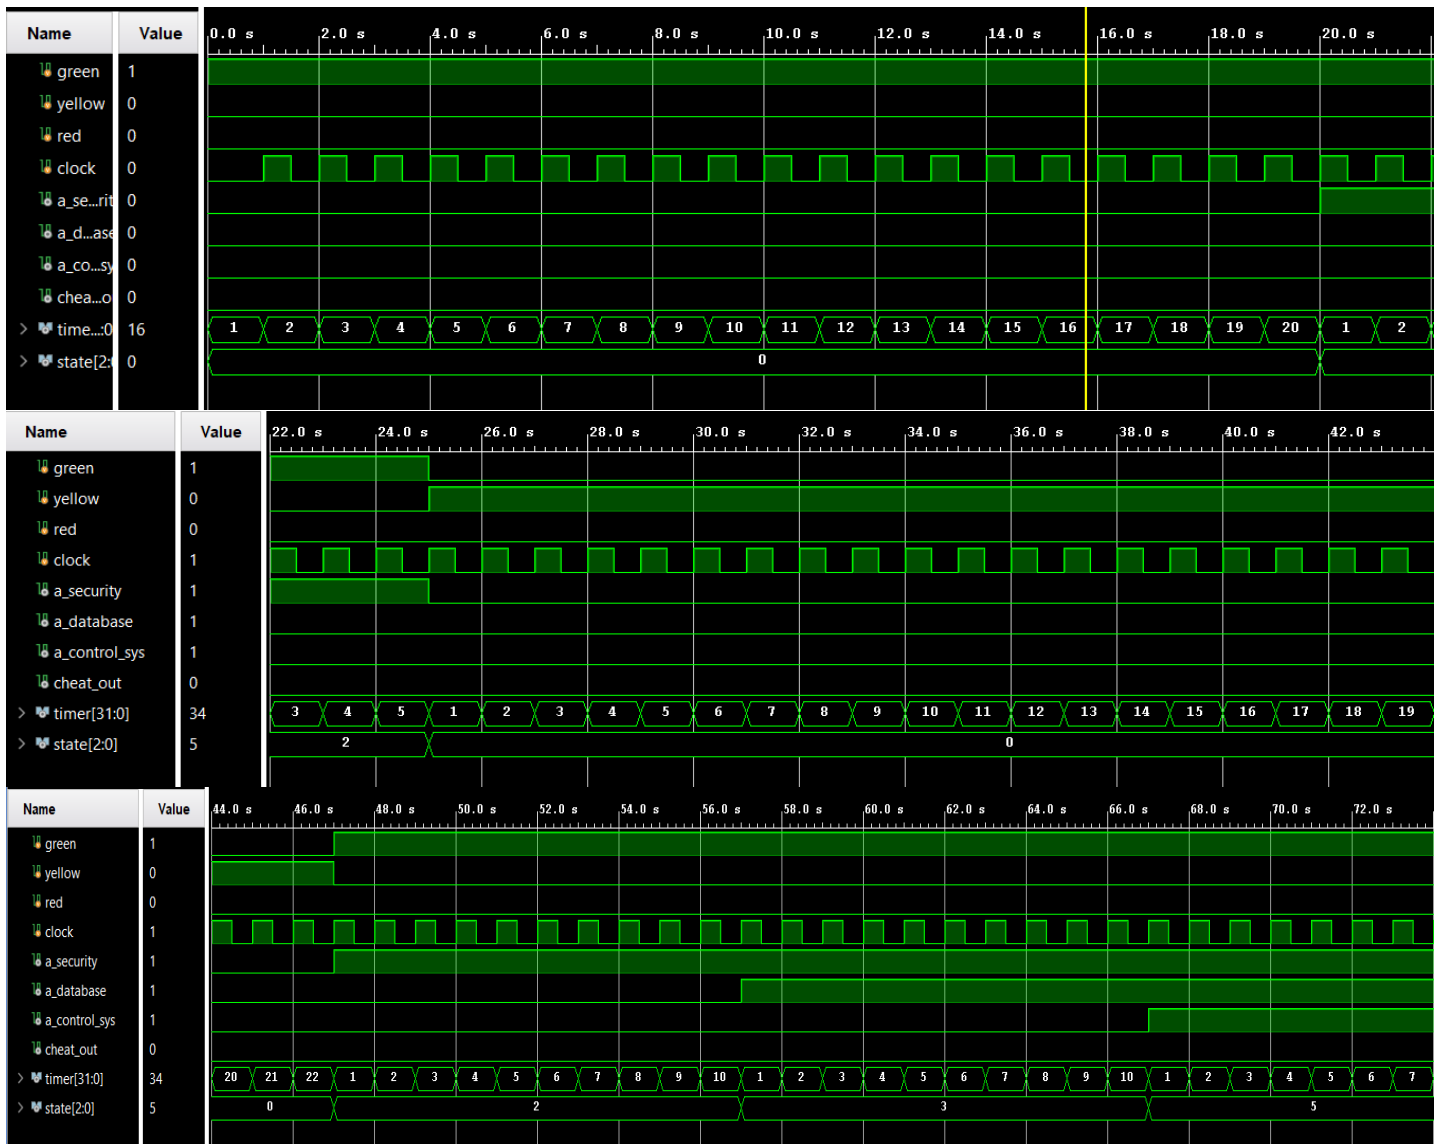 Name Value 0.0 s 2.0 s 4.0 s 6.0 s 8.0 s 10.0 s 12.0 s 14.0 s 16.0 s 18.0 s 20.0 s
green 1
yellow 0
red 0
clock 0
a_se...rit 0
a_d...ase 0
a_co...sy 0
chea...o 0
time...:0 16 1 2 3 4 5 6 7 8 9 10 11 12 13 14 15 16 17 18 19 20 1 2
state[2:0 0 0
Name Value 22.0 s 24.0 s 26.0 s 28.0 s 30.0 s 32.0 s 34.0 s 36.0 s 38.0 s 40.0 s 42.0 s
green 1
yellow 0
red 0
clock 1
a_security 1
a_database 1
a_control_sys 1
cheat_out 0
timer[31:0] 34 3 4 5 1 2 3 4 5 6 7 8 9 10 11 12 13 14 15 16 17 18 19
state[2:0] 5 2 0
Name Value 44.0 s 46.0 s 48.0 s 50.0 s 52.0 s 54.0 s 56.0 s 58.0 s 60.0 s 62.0 s 64.0 s 66.0 s 68.0 s 70.0 s 72.0 s
green 1
yellow 0
red 0
clock 1
a_security 1
a_database 1
a_control_sys 1
cheat_out 0
timer[31:0] 34 20 21 22 1 2 3 4 5 6 7 8 9 10 1 2 3 4 5 6 7 8 9 10 1 2 3 4 5 6 7
state[2:0] 5 0 2 3 5